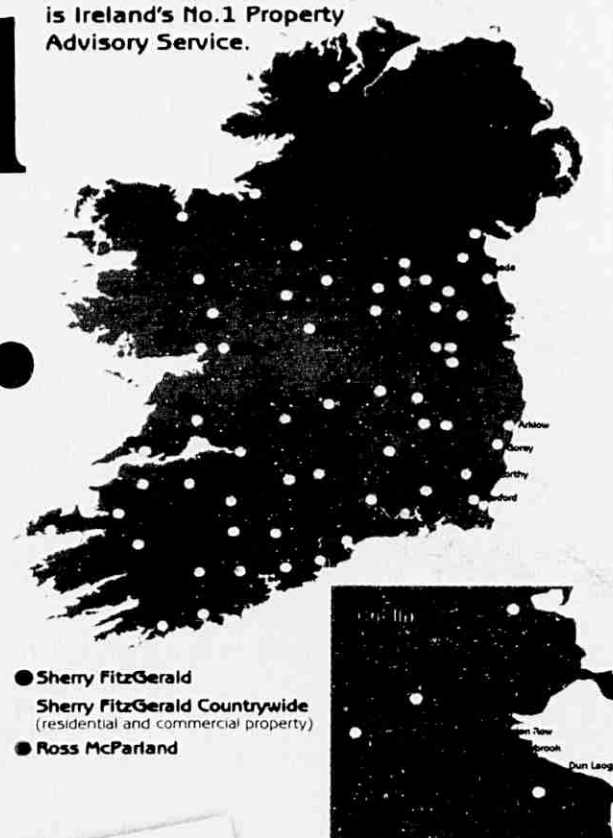 is Ireland's No.1 Property
Advisory Service.
Arklow
Gorey
Sherry FitzGerald
Sherry FitzGerald Countrywide
(residential and commercial property)
Ross McParland
Dun Laog